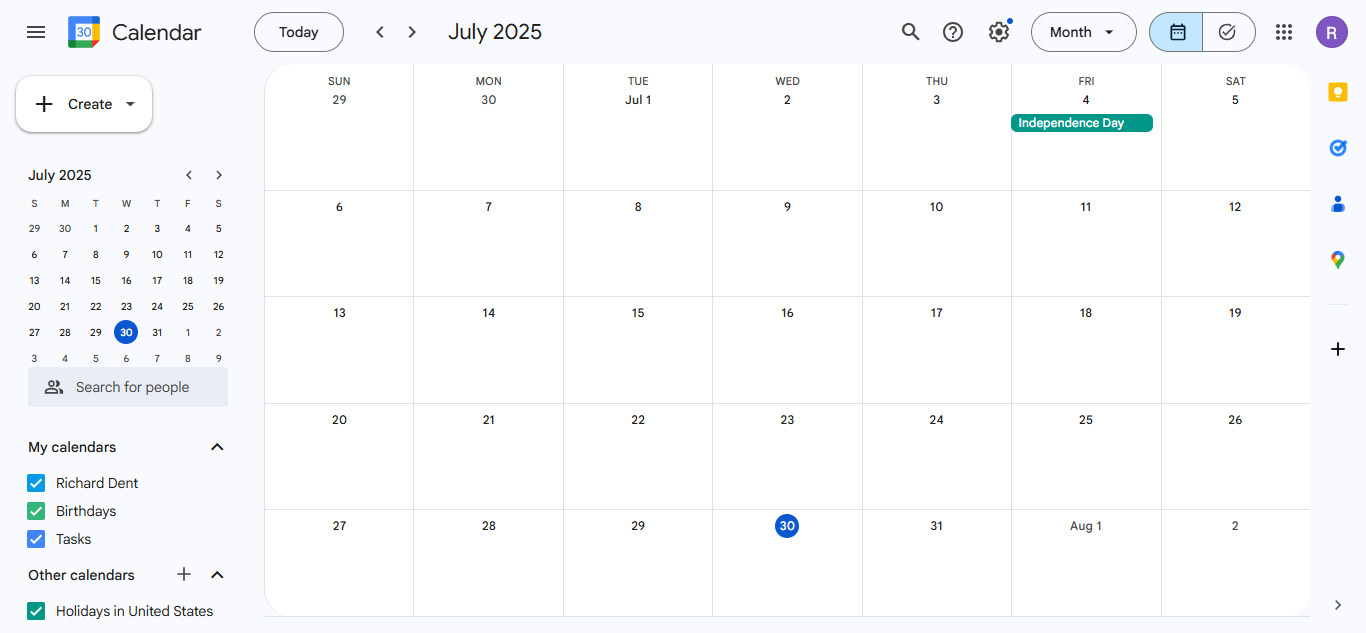 30 Calendar Today July 2025 Month R
Create
July 2025
S M T W T F S
29 30 1 2 3 4 5
6 7 8 9 10 11 12
13 14 15 16 17 18 19
20 21 22 23 24 25 26
27 28 29 30 31 1 2
3 4 5 6 7 8 9
Search for people
My calendars
Richard Dent
Birthdays
Tasks
Other calendars
Holidays in United States
SUN MON TUE WED THU FRI SAT
29 30 Jul 1 2 3 4 5
Independence Day
6 7 8 9 10 11 12
13 14 15 16 17 18 19
20 21 22 23 24 25 26
27 28 29 30 31 Aug 1 2